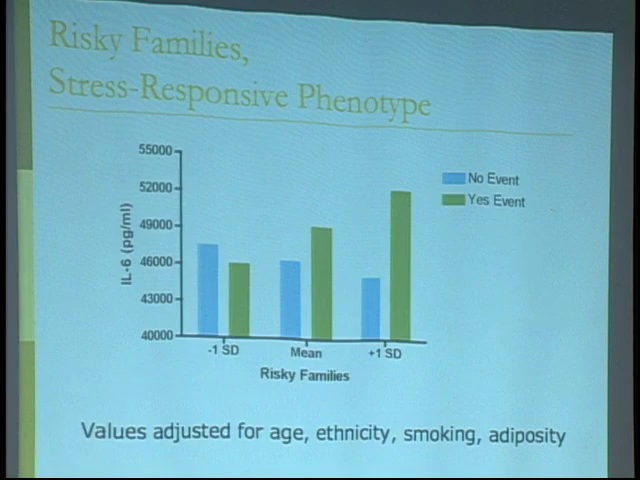 Risky Families,
Stress-Responsive Phenotype
55000
52000
49000
46000
43000
40000
IL-6 (pg/ml)
No Event
Yes Event
-1 SD
Mean
+1 SD
Risky Families
Values adjusted for age, ethnicity, smoking, adiposity